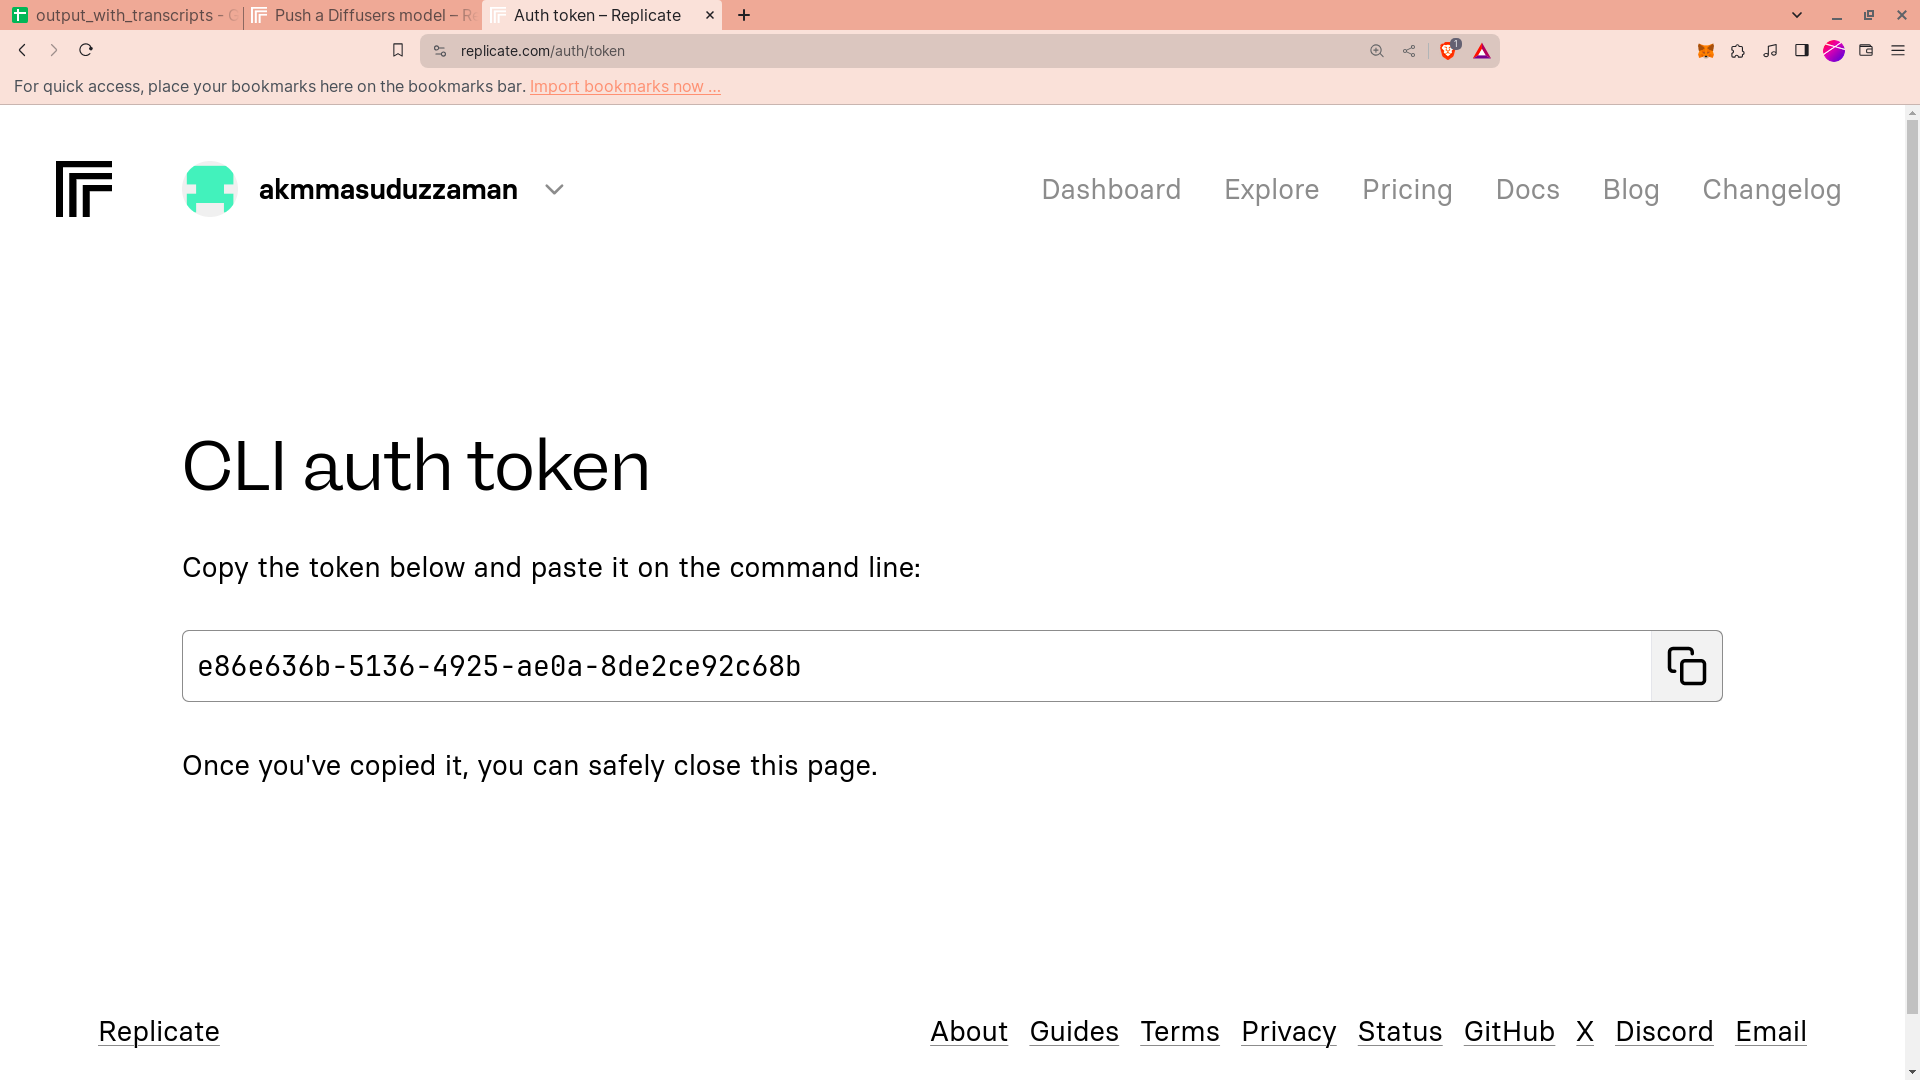 output_with_transcripts - G
Push a Diffusers model – Re
Auth token – Replicate
replicate.com/auth/token
1
For quick access, place your bookmarks here on the bookmarks bar. Import bookmarks now ...
akmmasuduzzaman
Dashboard Explore Pricing Docs Blog Changelog
CLI auth token
Copy the token below and paste it on the command line:
e86e636b-5136-4925-ae0a-8de2ce92c68b
Once you've copied it, you can safely close this page.
Replicate
About Guides Terms Privacy Status GitHub X Discord Email